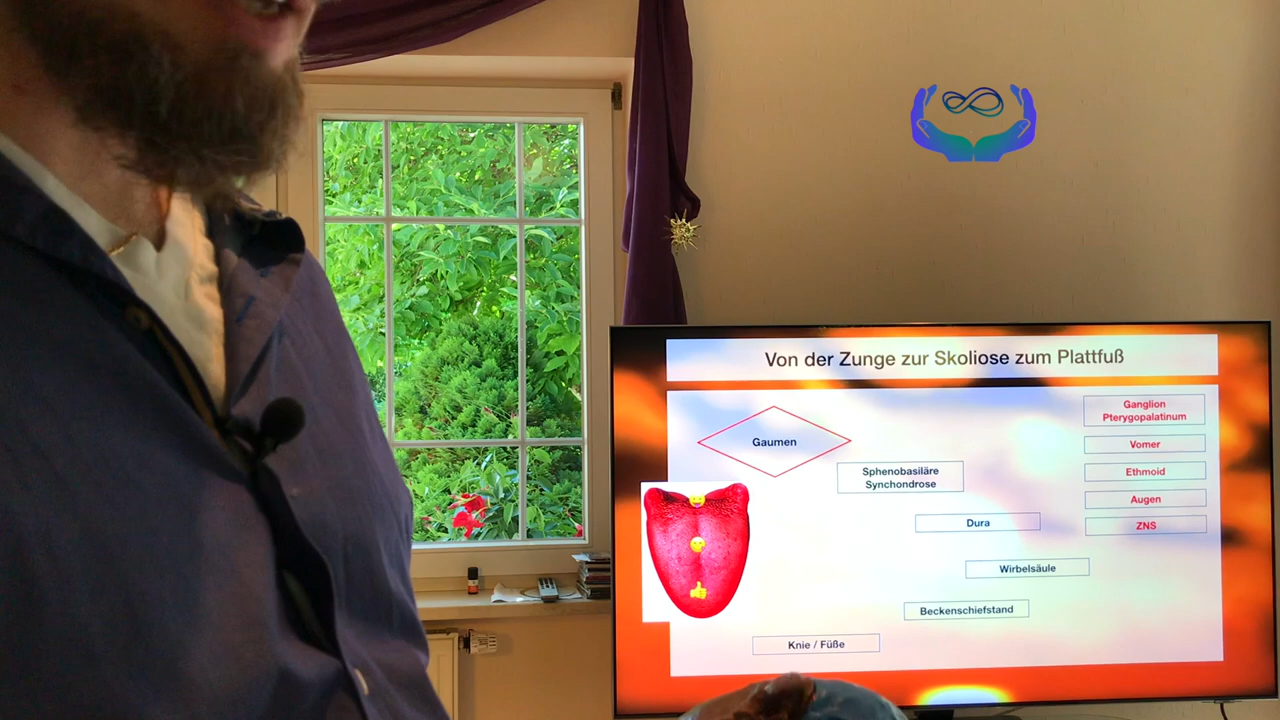 Von der Zunge zur Skoliose zum Plattfuß
Gaumen
Sphenobasiläre
Synchondrose
Dura
Wirbelsäule
Beckenschiefstand
Knie / Füße
Ganglion
Pterygopalatinum
Vomer
Ethmoid
Augen
ZNS